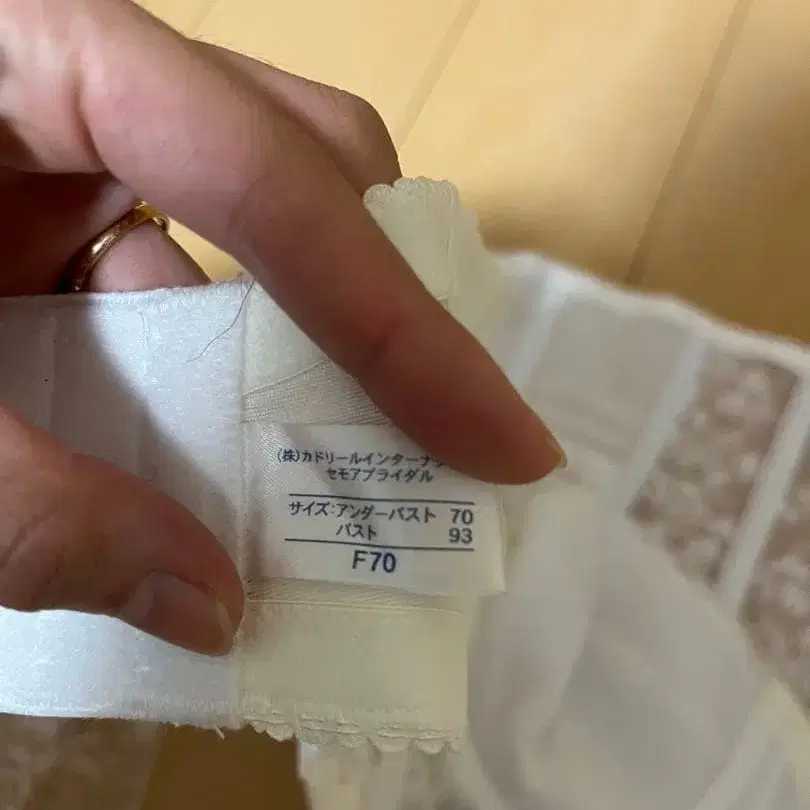 (株)カドリールインターナシ
セモアブライダル
サイズ:アンダーバスト 70
バスト 93
F70